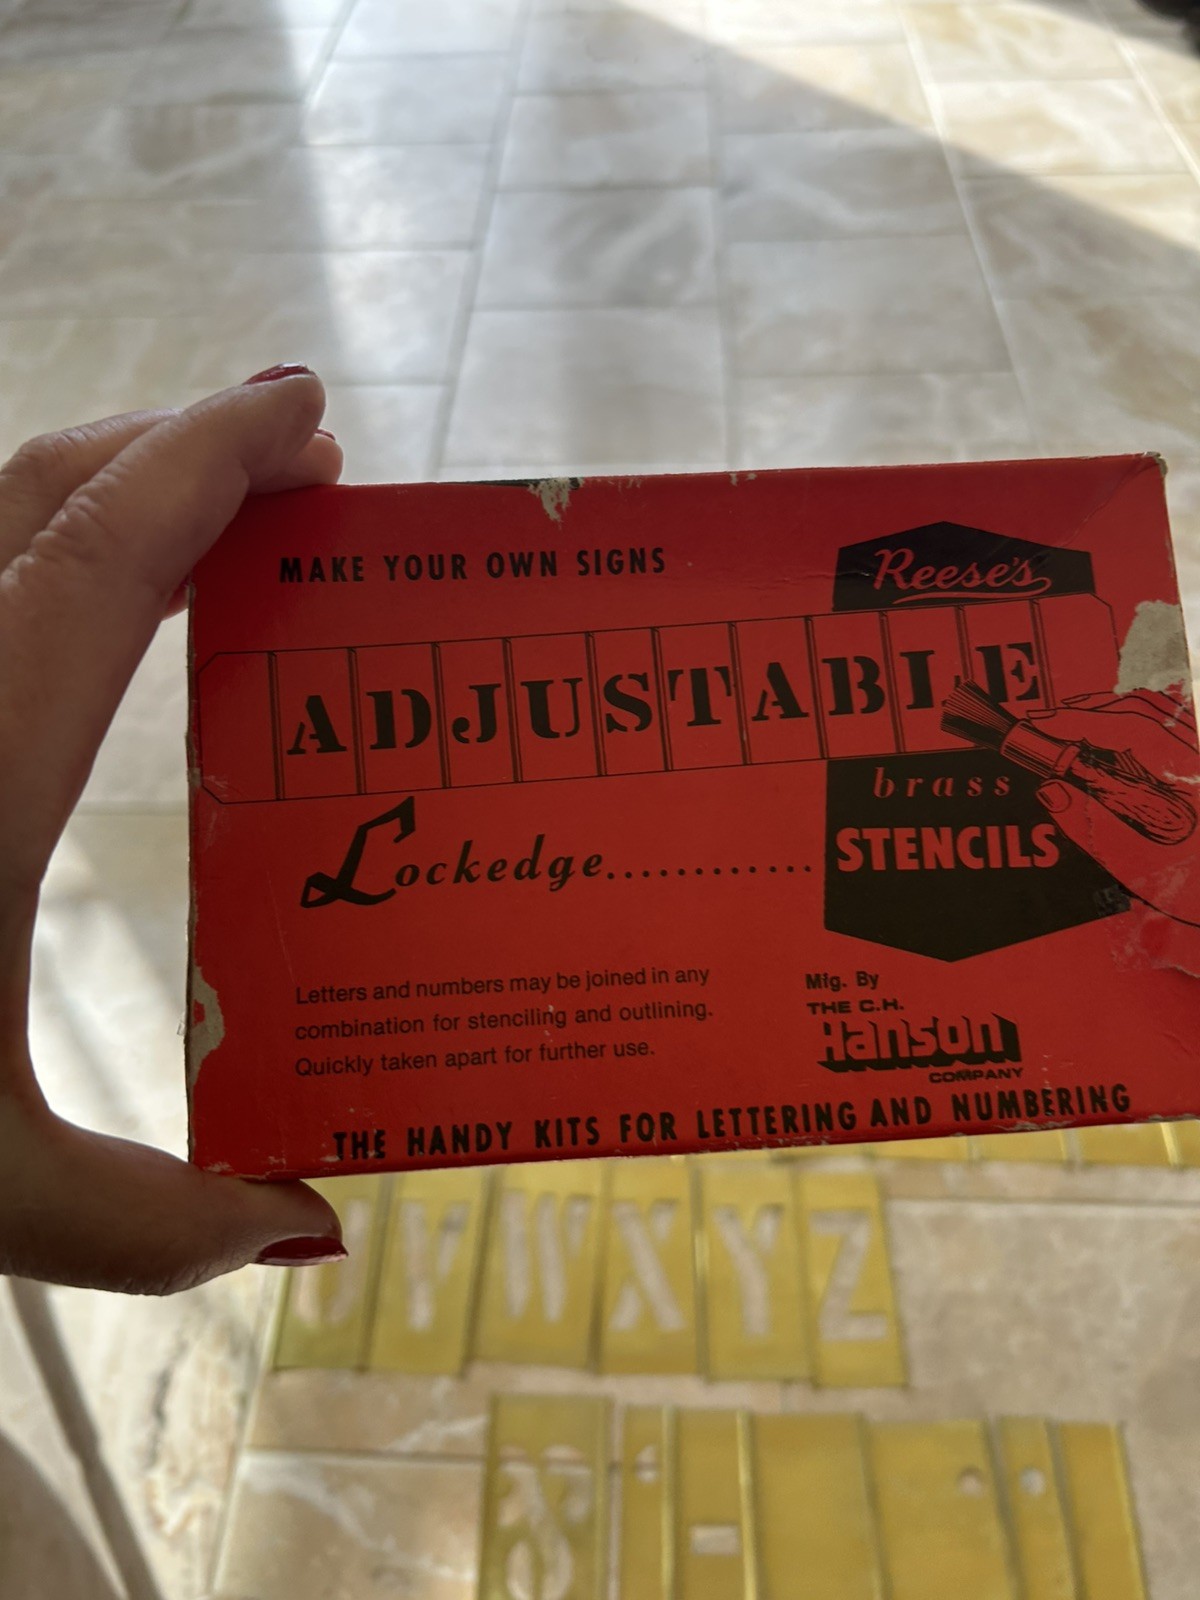 MAKE YOUR OWN SIGNS
Reese's
ADJUSTABLE
brass
STENCILS
Lockedge............
Letters and numbers may be joined in any
combination for stenciling and outlining.
Quickly taken apart for further use.
Mfg. By
THE C.H.
Hanson
COMPANY
THE HANDY KITS FOR LETTERING AND NUMBERING
U V W X Y Z
& ' - . .